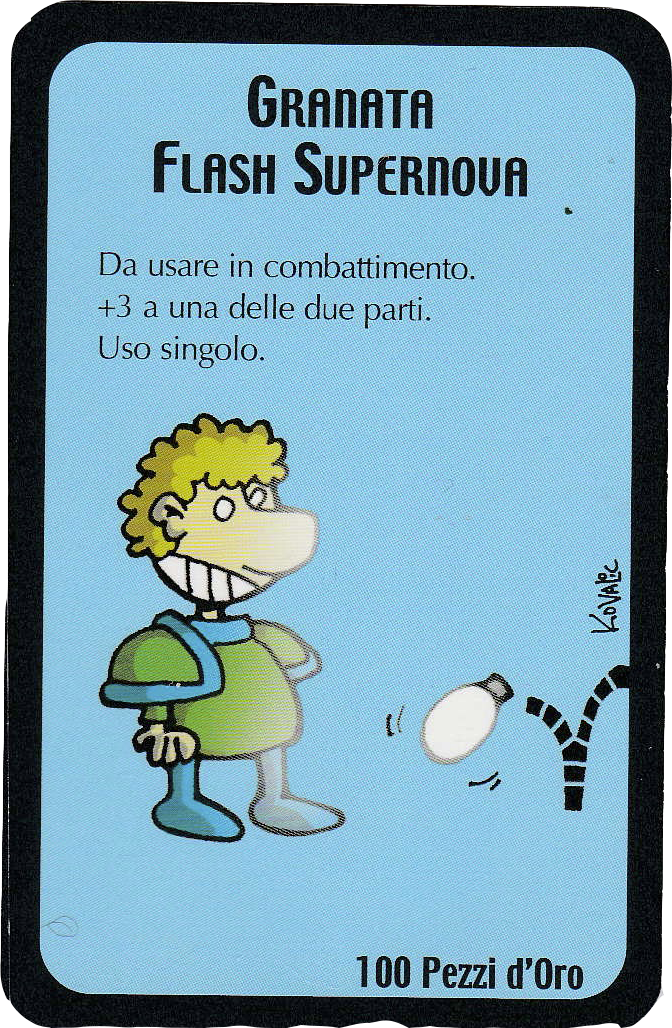 GRANATA
FLASH SUPERNOVA
Da usare in combattimento.
+3 a una delle due parti.
Uso singolo.
KOVALIC
100 Pezzi d'Oro